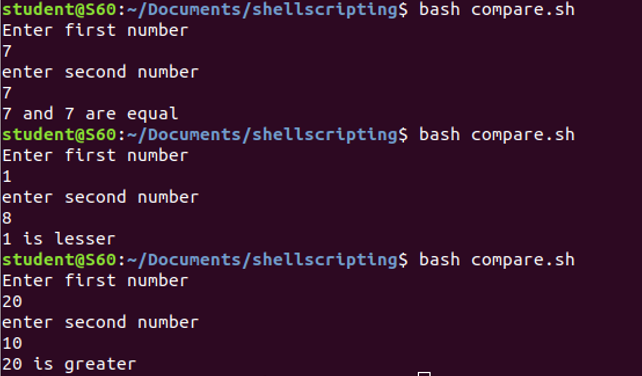 student@S60:~/Documents/shellscripting$ bash compare.sh
Enter first number
7
enter second number
7
7 and 7 are equal
student@S60:~/Documents/shellscripting$ bash compare.sh
Enter first number
1
enter second number
8
1 is lesser
student@S60:~/Documents/shellscripting$ bash compare.sh
Enter first number
20
enter second number
10
20 is greater